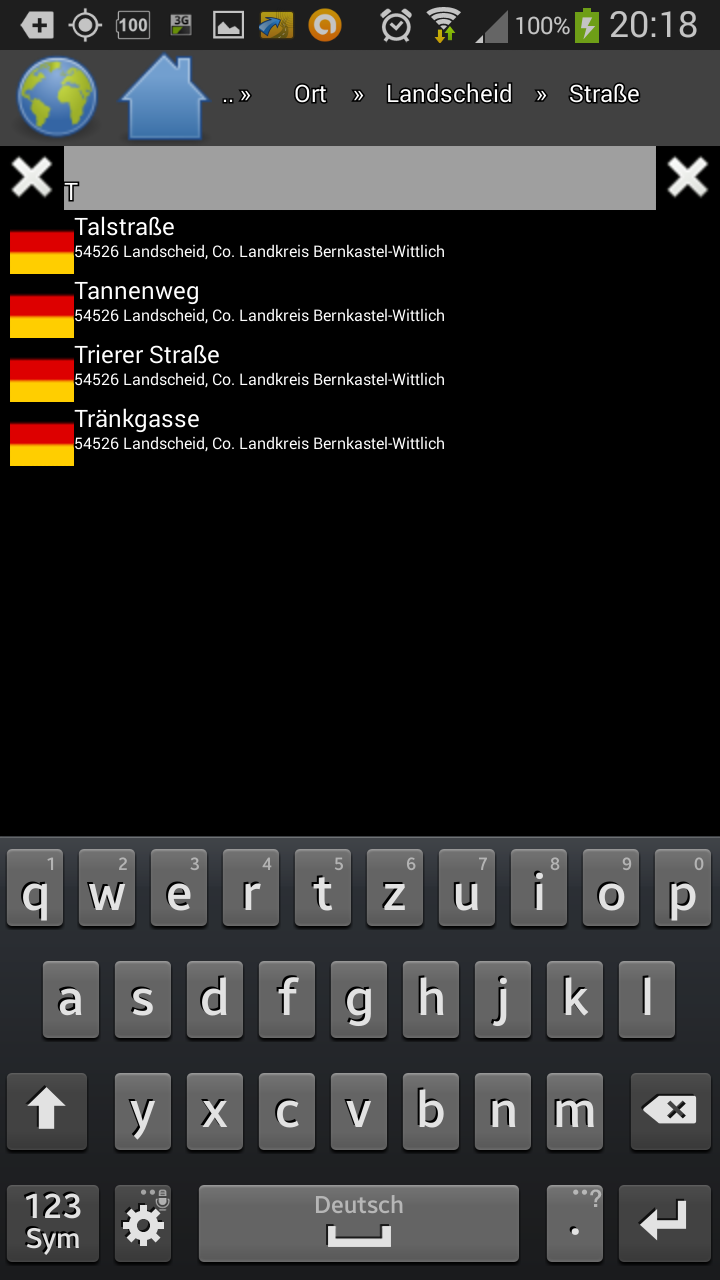 100 3G 100% 20:18
.. » Ort » Landscheid » Straße
T
Talstraße
54526 Landscheid, Co. Landkreis Bernkastel-Wittlich
Tannenweg
54526 Landscheid, Co. Landkreis Bernkastel-Wittlich
Trierer Straße
54526 Landscheid, Co. Landkreis Bernkastel-Wittlich
Tränkgasse
54526 Landscheid, Co. Landkreis Bernkastel-Wittlich
1 2 3 4 5 6 7 8 9 0
q w e r t z u i o p
a s d f g h j k l
y x c v b n m
123 Deutsch ..?
Sym .